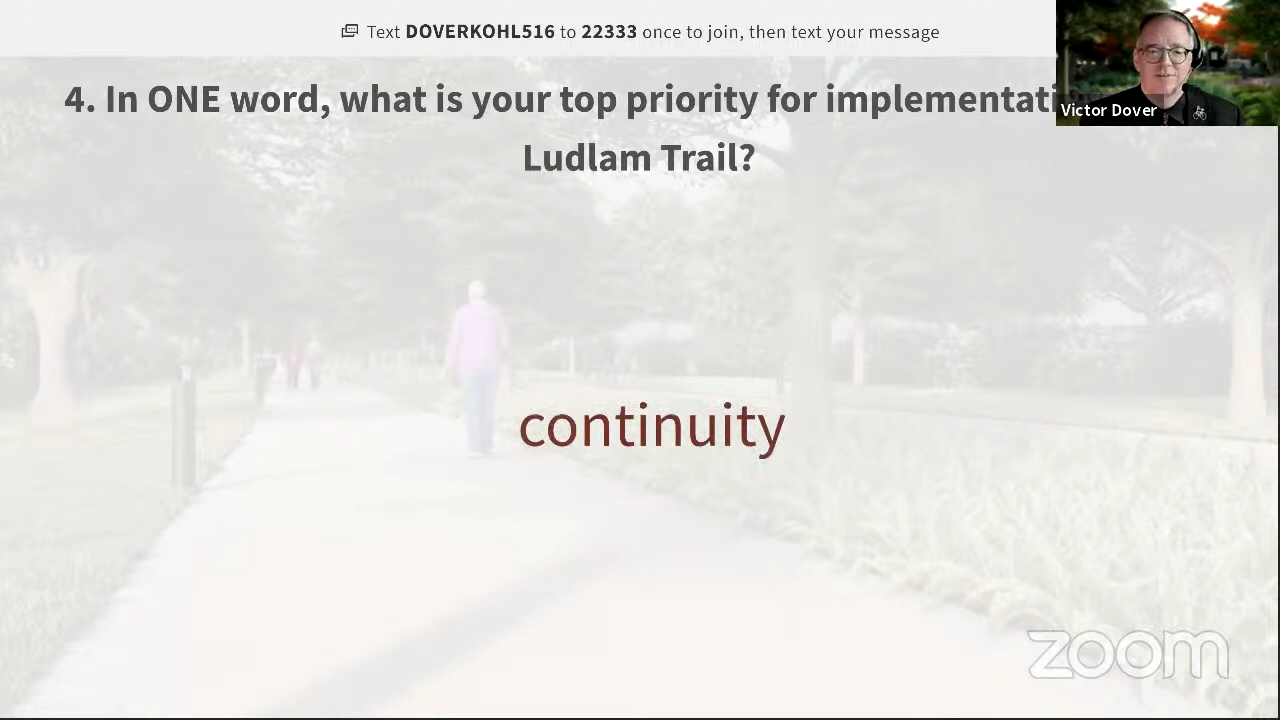 Text DOVERKOHL516 to 22333 once to join, then text your message
4. In ONE word, what is your top priority for implementati
Ludlam Trail?
Victor Dover
continuity
zoom